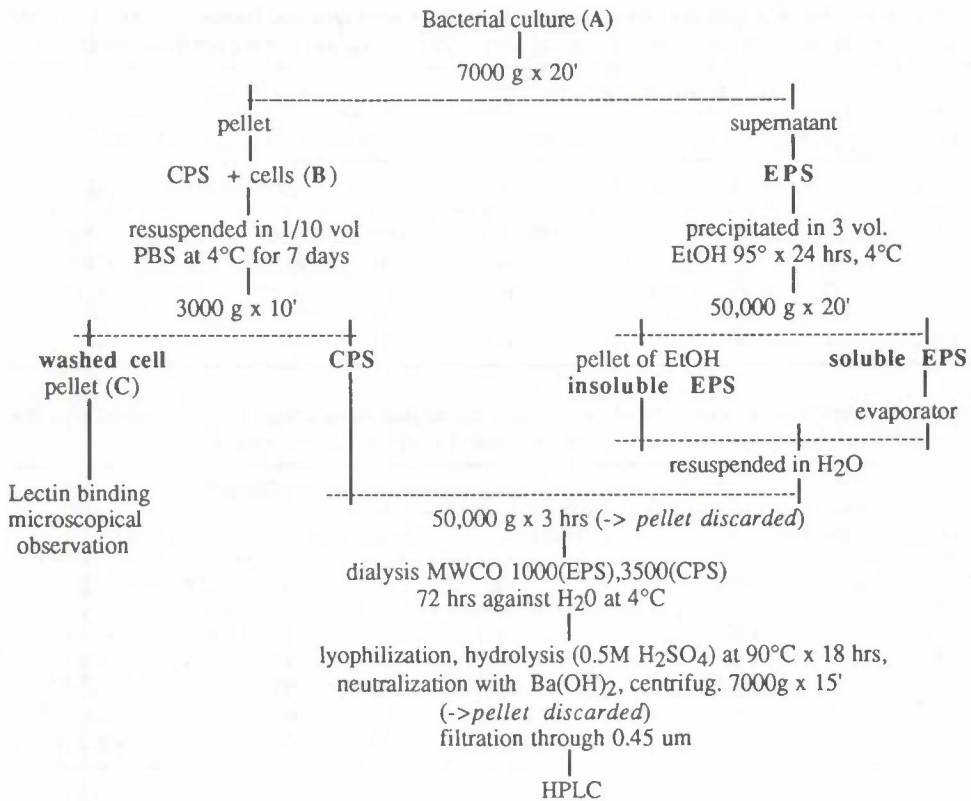 Bacterial culture (A)
7000 g x 20'
pellet
supernatant
CPS + cells (B)
EPS
resuspended in 1/10 vol
PBS at 4°C for 7 days
precipitated in 3 vol.
EtOH 95° x 24 hrs, 4°C
3000 g x 10'
50,000 g x 20'
washed cell
pellet (C)
CPS
pellet of EtOH
insoluble EPS
soluble EPS
evaporator
resuspended in H2O
Lectin binding
microscopical
observation
50,000 g x 3 hrs (-> pellet discarded)
dialysis MWCO 1000(EPS),3500(CPS)
72 hrs against H20 at 4°C
lyophilization, hydrolysis (0.5M H2SO4) at 90°C x 18 hrs,
neutralization with Ba(OH)2, centrifug. 7000g x 15'
(->pellet discarded)
filtration through 0.45 um
HPLC